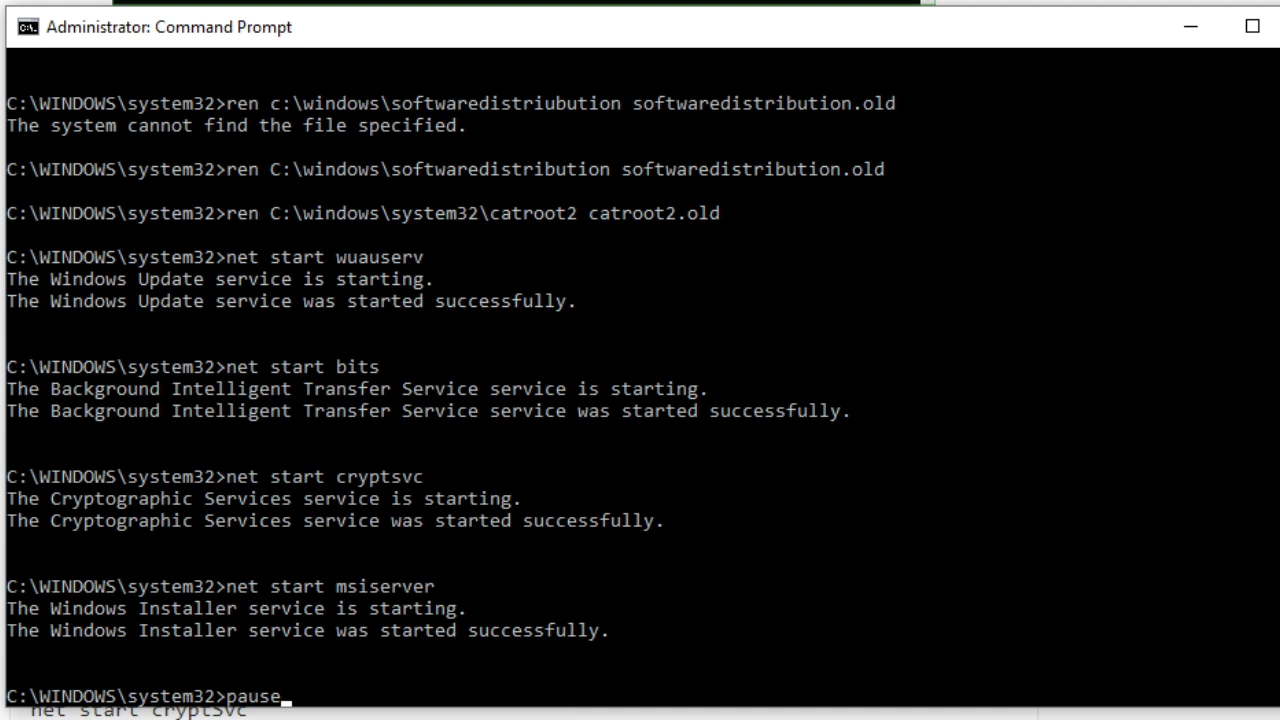 Administrator: Command Prompt
C:\WINDOWS\system32>ren c:\windows\softwaredistriubution softwaredistribution.old
The system cannot find the file specified.
C:\WINDOWS\system32>ren C:\windows\softwaredistribution softwaredistribution.old
C:\WINDOWS\system32>ren C:\windows\system32\catroot2 catroot2.old
C:\WINDOWS\system32>net start wuauserv
The Windows Update service is starting.
The Windows Update service was started successfully.
C:\WINDOWS\system32>net start bits
The Background Intelligent Transfer Service service is starting.
The Background Intelligent Transfer Service service was started successfully.
C:\WINDOWS\system32>net start cryptsvc
The Cryptographic Services service is starting.
The Cryptographic Services service was started successfully.
C:\WINDOWS\system32>net start msiserver
The Windows Installer service is starting.
The Windows Installer service was started successfully.
C:\WINDOWS\system32>pause
net start cryptSvc